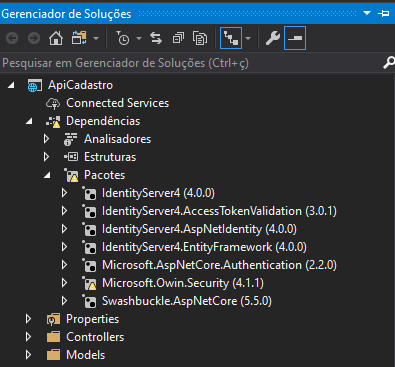 Gerenciador de Soluções
Pesquisar em Gerenciador de Soluções (Ctrl+ç)
ApiCadastro
Connected Services
Dependências
Analisadores
Estruturas
Pacotes
IdentityServer4 (4.0.0)
IdentityServer4.AccessTokenValidation (3.0.1)
IdentityServer4.AspNetIdentity (4.0.0)
IdentityServer4.EntityFramework (4.0.0)
Microsoft.AspNetCore.Authentication (2.2.0)
Microsoft.Owin.Security (4.1.1)
Swashbuckle.AspNetCore (5.5.0)
Properties
Controllers
Models